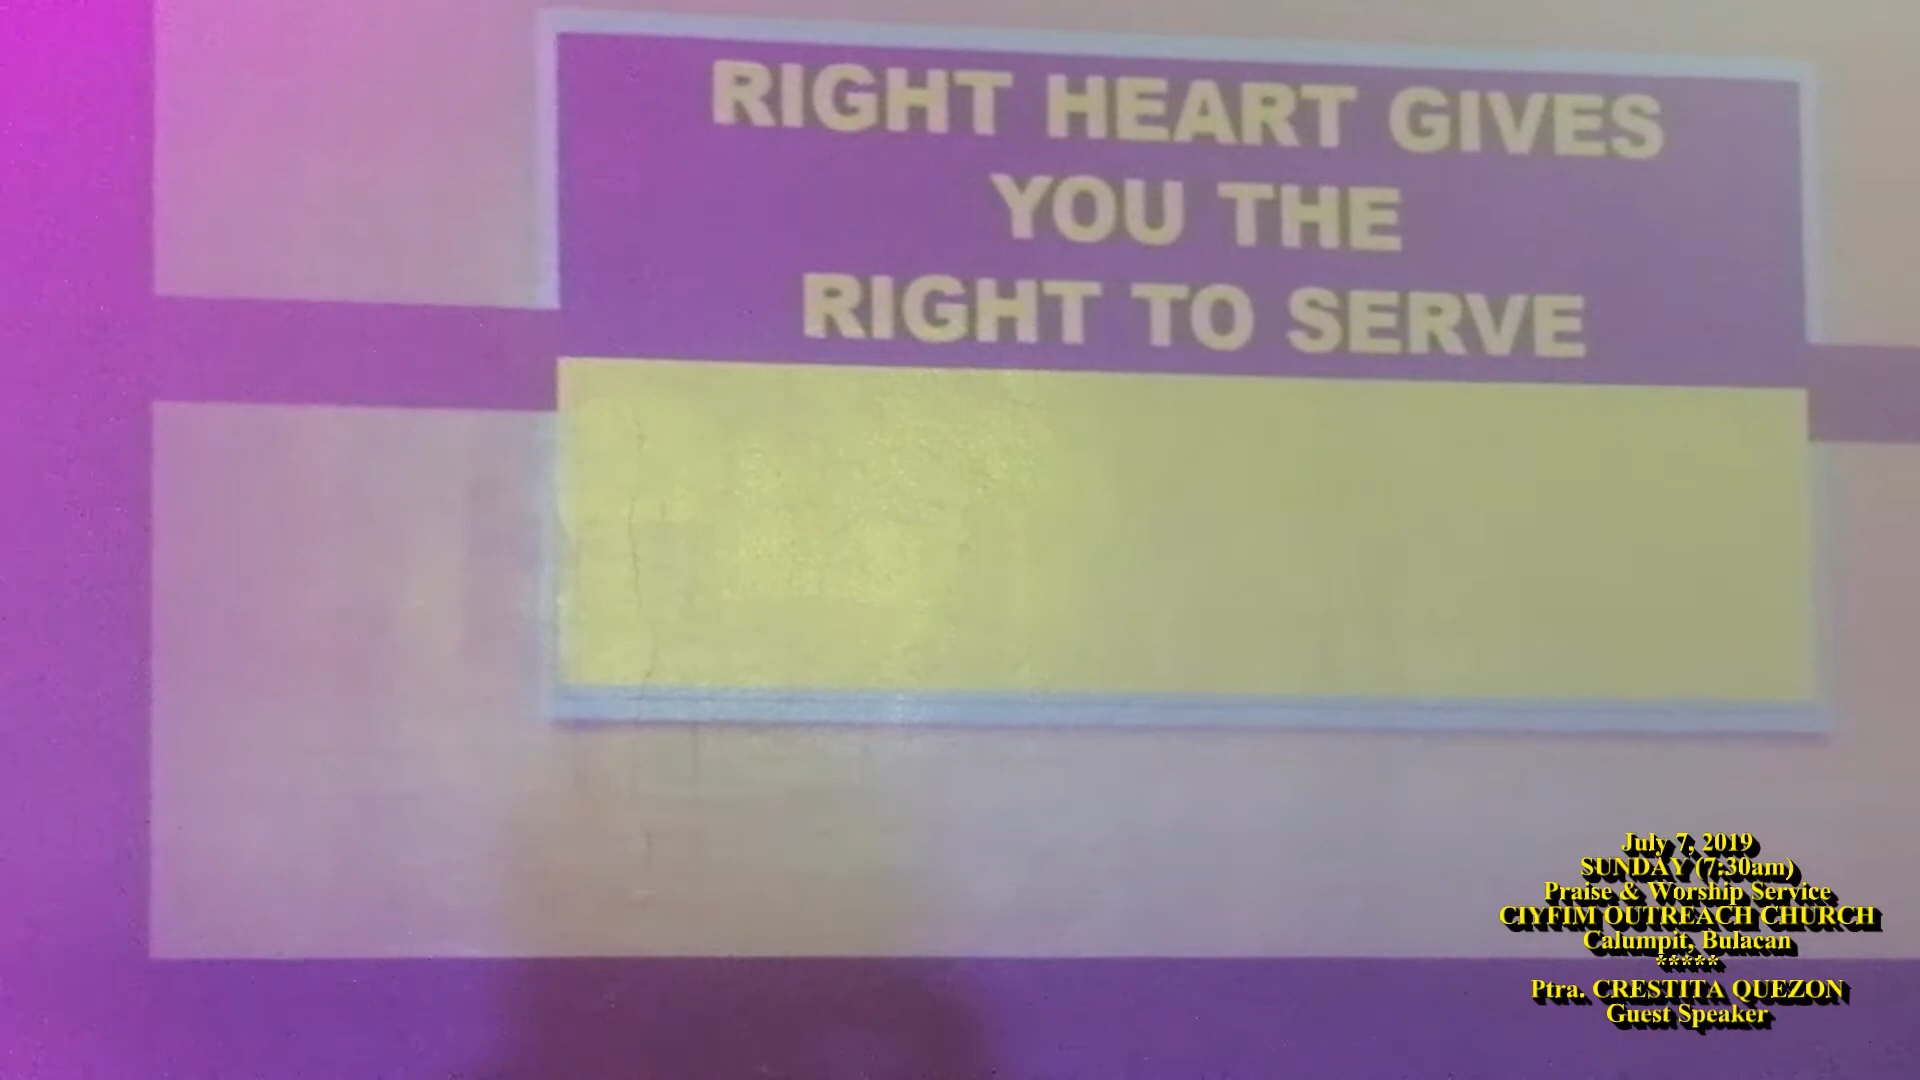 RIGHT HEART GIVES
YOU THE
RIGHT TO SERVE
July 7, 2019
SUNDAY (7:30am)
Praise & Worship Service
CIYFIM OUTREACH CHURCH
Calumpit, Bulacan
*****
Ptra. CRESTITA QUEZON
Guest Speaker